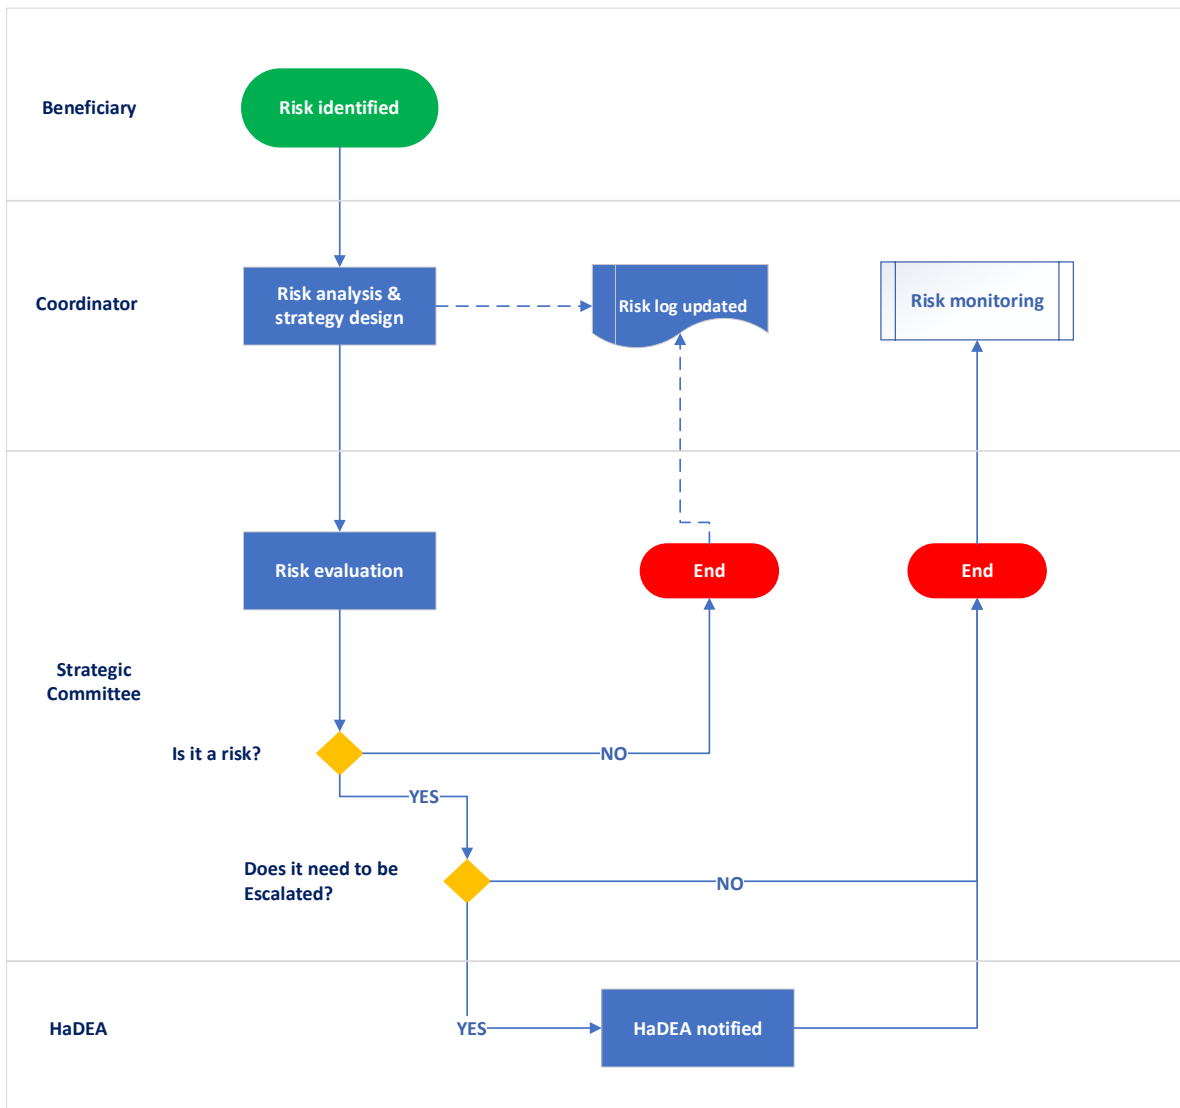 Beneficiary
Risk identified
Coordinator
Risk analysis &
strategy design
Risk log updated
Risk monitoring
Risk evaluation
End
End
Strategic
Committee
Is it a risk?
NO
YES
Does it need to be
Escalated?
NO
HaDEA
YES
HaDEA notified